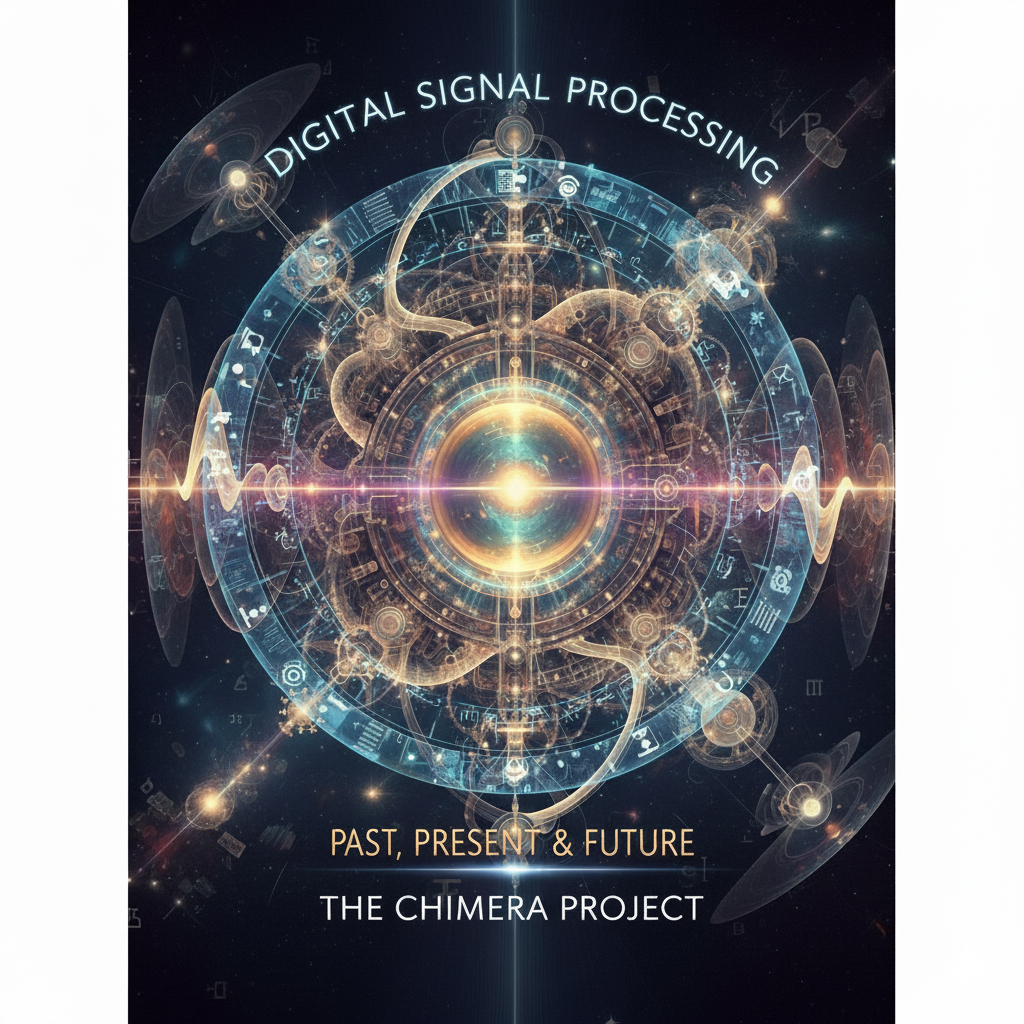 DIGITAL SIGNAL PROCESSING
PAST, PRESENT & FUTURE
THE CHIMERA PROJECT